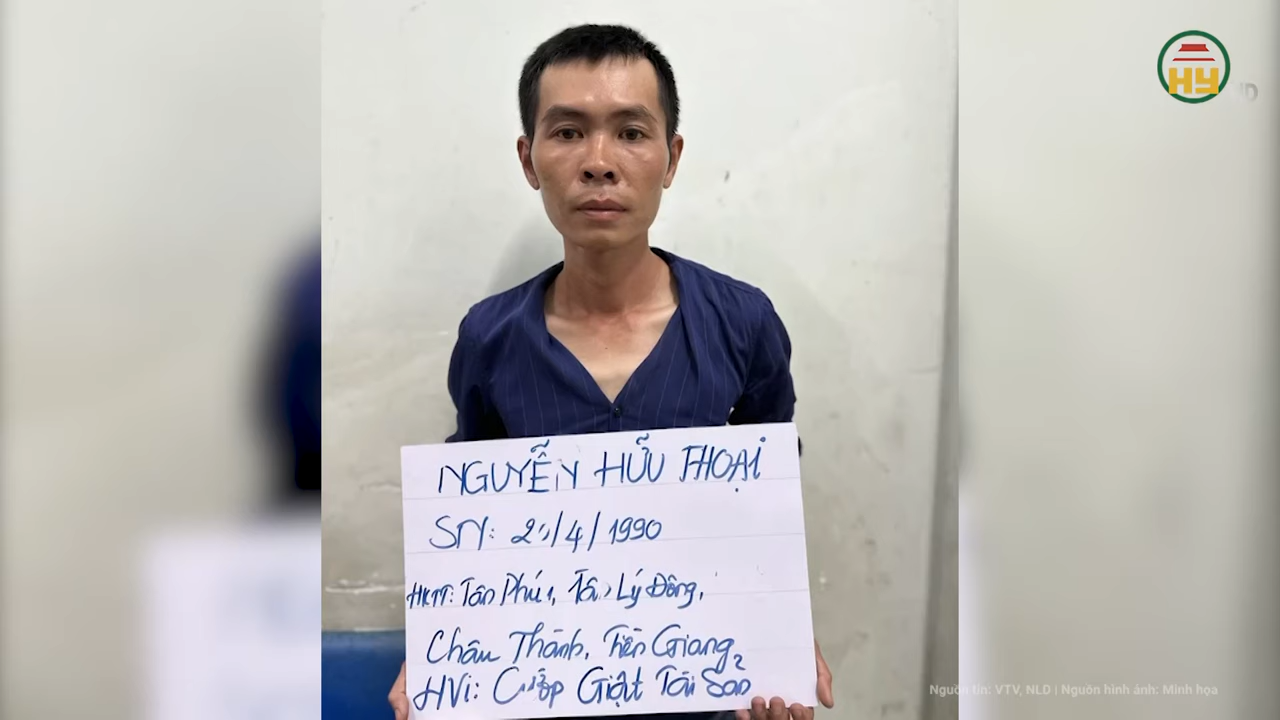 HY
NGUYỄN HỮU THOẠI
SN: /4/1990
HKTT: Tân Phú, Tân Lý Đông,
Châu Thành, Tiền Giang
HVi: Cướp Giật Tài Sản
Nguồn tin: VTV, NLD | Nguồn hình ảnh: Minh họa